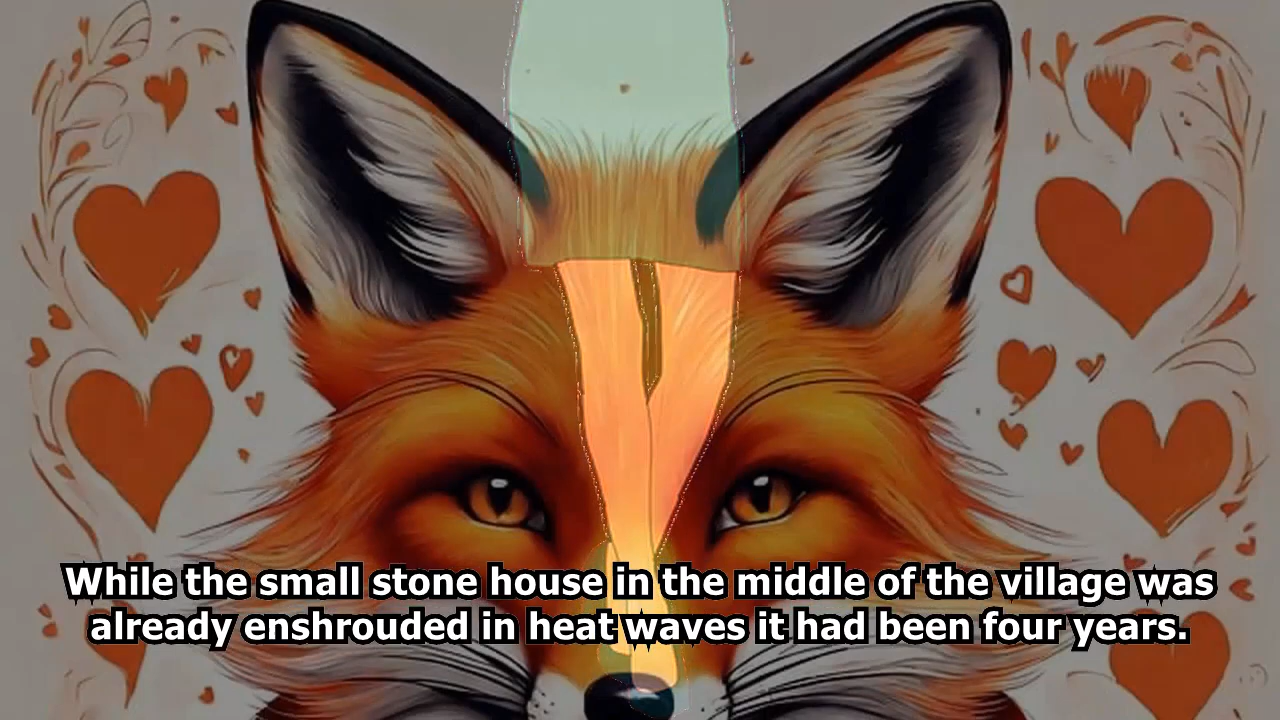 While the small stone house in the middle of the village was
already enshrouded in heat waves it had been four years.